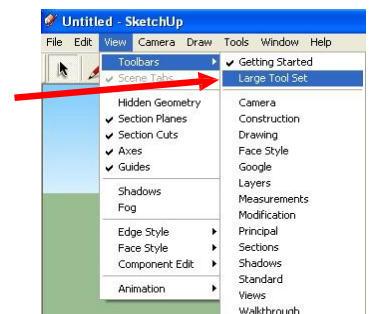 Untitled - SketchUp
File Edit View Camera Draw Tools Window Help
Toolbars
Scene Tabs
Hidden Geometry
Section Planes
Section Cuts
Axes
Guides
Shadows
Fog
Edge Style
Face Style
Component Edit
Animation
Getting Started
Large Tool Set
Camera
Construction
Drawing
Face Style
Google
Layers
Measurements
Modification
Principal
Sections
Shadows
Standard
Views
Walkthrough